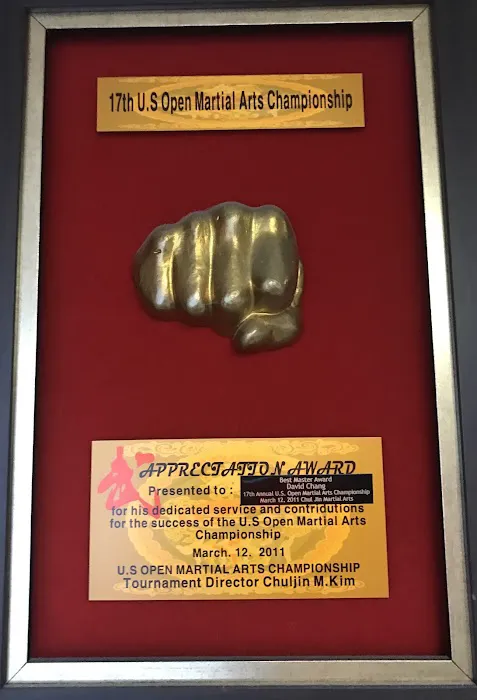 17th U.S Open Martial Arts Championship
武
APPRECTATION AWARD
Presented to :
Best Master Award
David Chang
17th Annual U.S. Open Martial Arts Championship
March 12, 2011 Chul Jin Martial Arts
for his dedicated service and contridutions
for the success of the U.S Open Martial Arts
Championship
March. 12. 2011
U.S OPEN MARTIAL ARTS CHAMPIONSHIP
Tournament Director Chuljin M.Kim